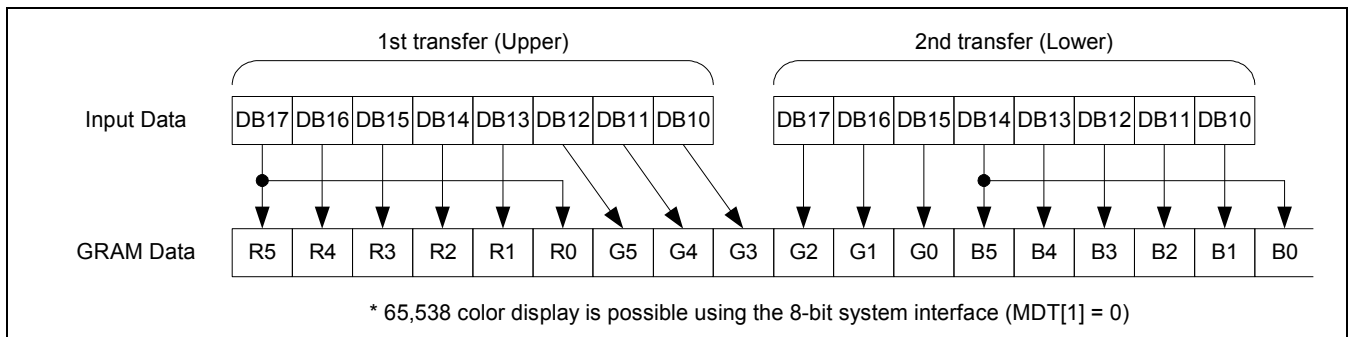 1st transfer (Upper) 2nd transfer (Lower)
Input Data DB17 DB16 DB15 DB14 DB13 DB12 DB11 DB10 DB17 DB16 DB15 DB14 DB13 DB12 DB11 DB10
GRAM Data R5 R4 R3 R2 R1 R0 G5 G4 G3 G2 G1 G0 B5 B4 B3 B2 B1 B0
* 65,538 color display is possible using the 8-bit system interface (MDT[1] = 0)